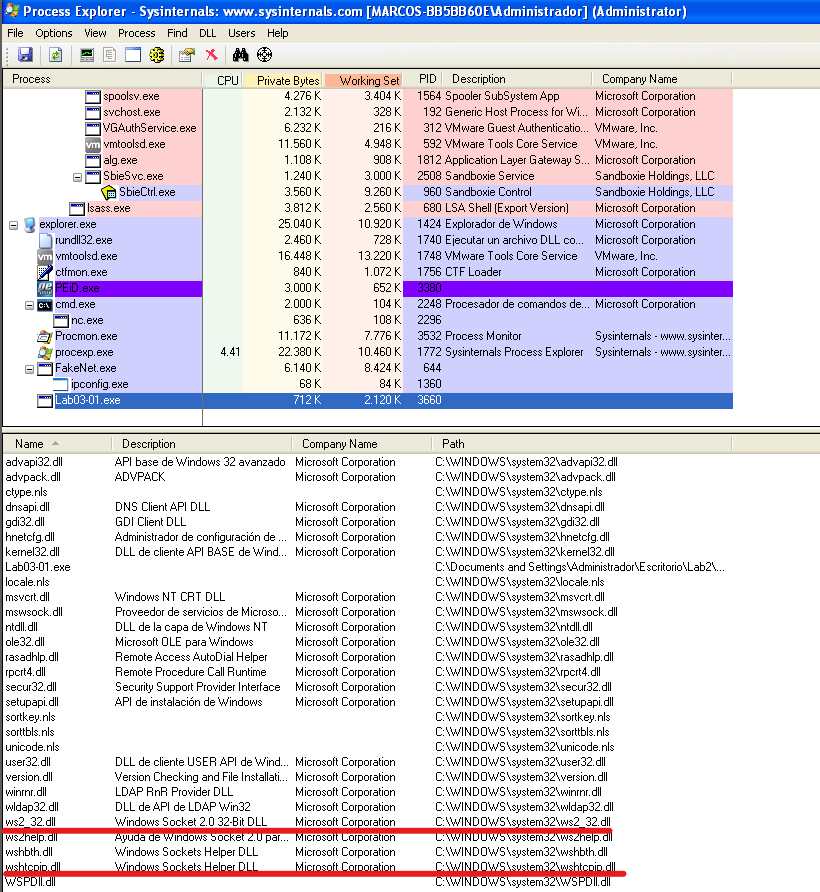 Process Explorer - Sysinternals: www.sysinternals.com [MARCOS-BB5BB60E\Administrador] (Administrator)
File Options View Process Find DLL Users Help
Process CPU Private Bytes Working Set PID Description Company Name
spoolsv.exe 4.276 K 3.404 K 1564 Spooler SubSystem App Microsoft Corporation
svchost.exe 2.132 K 328 K 192 Generic Host Process for Wi... Microsoft Corporation
VGAuthService.exe 6.232 K 216 K 312 VMware Guest Authenticatio... VMware, Inc.
vm vmtoolsd.exe 11.560 K 4.948 K 592 VMware Tools Core Service VMware, Inc.
alg.exe 1.108 K 908 K 1812 Application Layer Gateway S... Microsoft Corporation
SbieSvc.exe 1.240 K 3.000 K 2508 Sandboxie Service Sandboxie Holdings, LLC
SbieCtrl.exe 3.560 K 9.260 K 960 Sandboxie Control Sandboxie Holdings, LLC
lsass.exe 3.812 K 2.560 K 680 LSA Shell (Export Version) Microsoft Corporation
explorer.exe 25.040 K 10.920 K 1424 Explorador de Windows Microsoft Corporation
rundll32.exe 2.460 K 728 K 1740 Ejecutar un archivo DLL co... Microsoft Corporation
vm vmtoolsd.exe 16.448 K 13.220 K 1748 VMware Tools Core Service VMware, Inc.
ctfmon.exe 840 K 1.072 K 1756 CTF Loader Microsoft Corporation
PEiD.exe 3.000 K 652 K 3380
cmd.exe 2.000 K 104 K 2248 Procesador de comandos de... Microsoft Corporation
nc.exe 636 K 108 K 2296
Procmon.exe 11.172 K 7.776 K 3532 Process Monitor Sysinternals - www.sysinter...
procexp.exe 4.41 22.380 K 10.460 K 1772 Sysinternals Process Explorer Sysinternals - www.sysinter...
FakeNet.exe 6.140 K 8.424 K 644
ipconfig.exe 68 K 84 K 1360
Lab03-01.exe 712 K 2.120 K 3660
Name Description Company Name Path
advapi32.dll API base de Windows 32 avanzado Microsoft Corporation C:\WINDOWS\system32\advapi32.dll
advpack.dll ADVPACK Microsoft Corporation C:\WINDOWS\system32\advpack.dll
ctype.nls C:\WINDOWS\system32\ctype.nls
dnsapi.dll DNS Client API DLL Microsoft Corporation C:\WINDOWS\system32\dnsapi.dll
gdi32.dll GDI Client DLL Microsoft Corporation C:\WINDOWS\system32\gdi32.dll
hnetcfg.dll Administrador de configuración de ... Microsoft Corporation C:\WINDOWS\system32\hnetcfg.dll
kernel32.dll DLL de cliente API BASE de Wind... Microsoft Corporation C:\WINDOWS\system32\kernel32.dll
Lab03-01.exe C:\Documents and Settings\Administrador\Escritorio\Lab2\...
locale.nls C:\WINDOWS\system32\locale.nls
msvcrt.dll Windows NT CRT DLL Microsoft Corporation C:\WINDOWS\system32\msvcrt.dll
mswsock.dll Proveedor de servicios de Microso... Microsoft Corporation C:\WINDOWS\system32\mswsock.dll
ntdll.dll DLL de la capa de Windows NT Microsoft Corporation C:\WINDOWS\system32\ntdll.dll
ole32.dll Microsoft OLE para Windows Microsoft Corporation C:\WINDOWS\system32\ole32.dll
rasadhlp.dll Remote Access AutoDial Helper Microsoft Corporation C:\WINDOWS\system32\rasadhlp.dll
rpcrt4.dll Remote Procedure Call Runtime Microsoft Corporation C:\WINDOWS\system32\rpcrt4.dll
secur32.dll Security Support Provider Interface Microsoft Corporation C:\WINDOWS\system32\secur32.dll
setupapi.dll API de instalación de Windows Microsoft Corporation C:\WINDOWS\system32\setupapi.dll
sortkey.nls C:\WINDOWS\system32\sortkey.nls
sorttbls.nls C:\WINDOWS\system32\sorttbls.nls
unicode.nls C:\WINDOWS\system32\unicode.nls
user32.dll DLL de cliente USER API de Wind... Microsoft Corporation C:\WINDOWS\system32\user32.dll
version.dll Version Checking and File Installati... Microsoft Corporation C:\WINDOWS\system32\version.dll
winrnr.dll LDAP RnR Provider DLL Microsoft Corporation C:\WINDOWS\system32\winrnr.dll
wldap32.dll DLL de API de LDAP Win32 Microsoft Corporation C:\WINDOWS\system32\wldap32.dll
ws2_32.dll Windows Socket 2.0 32-Bit DLL Microsoft Corporation C:\WINDOWS\system32\ws2_32.dll
ws2help.dll Ayuda de Windows Socket 2.0 par... Microsoft Corporation C:\WINDOWS\system32\ws2help.dll
wshbth.dll Windows Sockets Helper DLL Microsoft Corporation C:\WINDOWS\system32\wshbth.dll
wshtcpip.dll Windows Sockets Helper DLL Microsoft Corporation C:\WINDOWS\system32\wshtcpip.dll
WSPDll.dll C:\WINDOWS\system32\WSPDll.dll